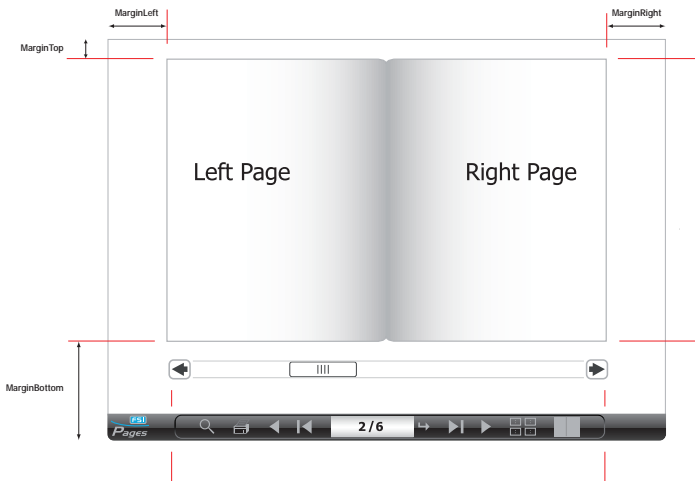 MarginLeft
MarginRight
MarginTop
Left Page
Right Page
MarginBottom
FSI
Pages
2/6